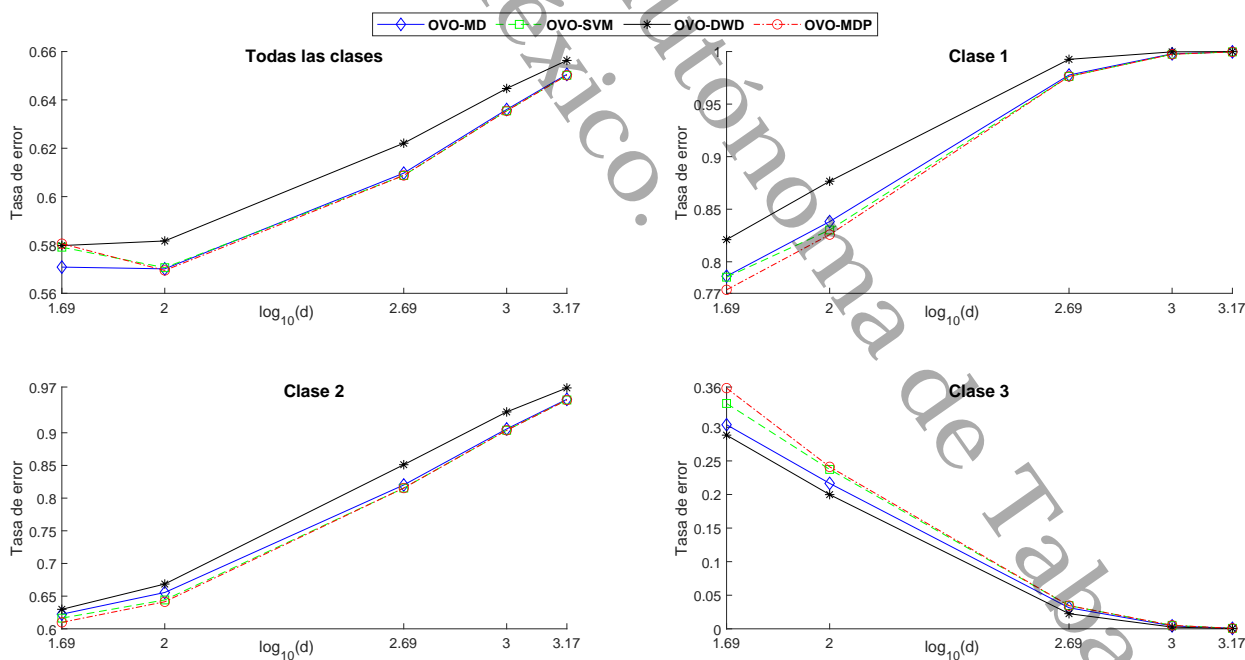 OVO-MD OVO-SVM OVO-DWD OVO-MDP
Todas las clases
Tasa de error
0.66
0.64
0.62
0.6
0.58
0.56
1.69 2 2.69 3 3.17
log10(d)
Clase 1
Tasa de error
1
0.95
0.9
0.85
0.8
0.77
1.69 2 2.69 3 3.17
log10(d)
Clase 2
Tasa de error
0.97
0.9
0.85
0.8
0.75
0.7
0.65
0.6
1.69 2 2.69 3 3.17
log10(d)
Clase 3
Tasa de error
0.36
0.3
0.25
0.2
0.15
0.1
0.05
0
1.69 2 2.69 3 3.17
log10(d)
México.
utónoma de Taba